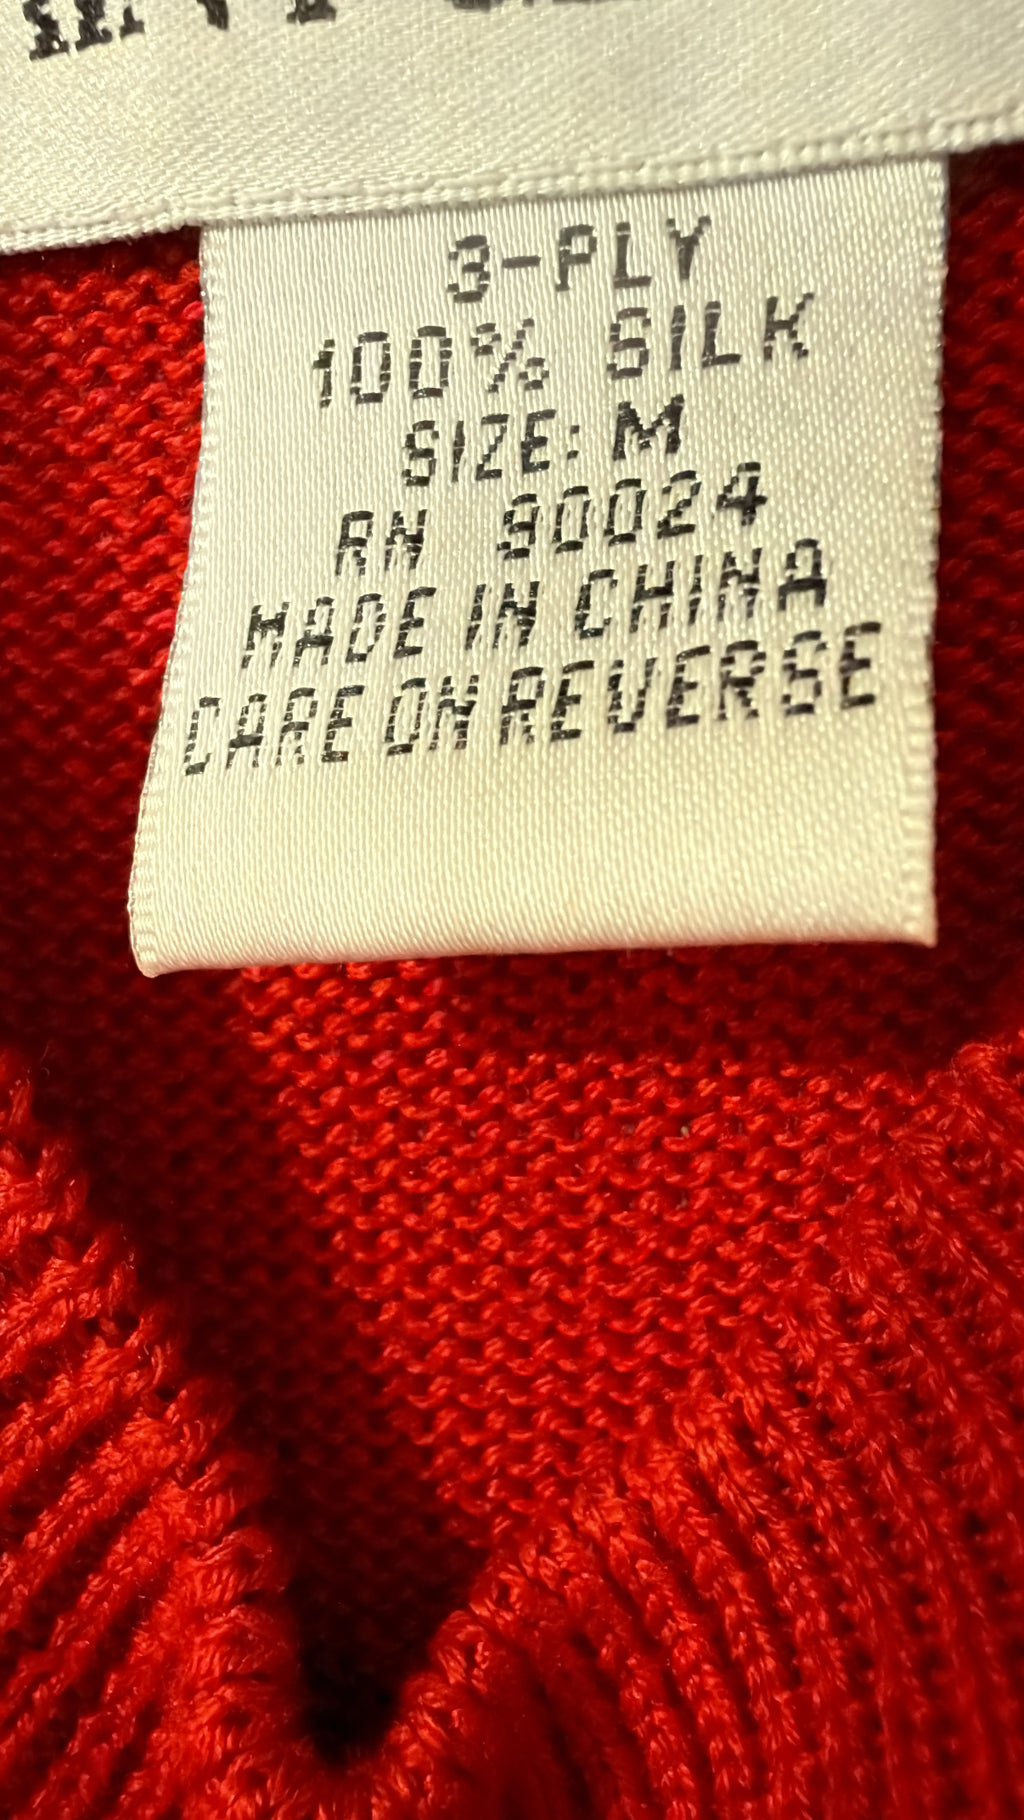 3-PLY
100% SILK
SIZE: M
RN 90024
MADE IN CHINA
CARE ON REVERSE